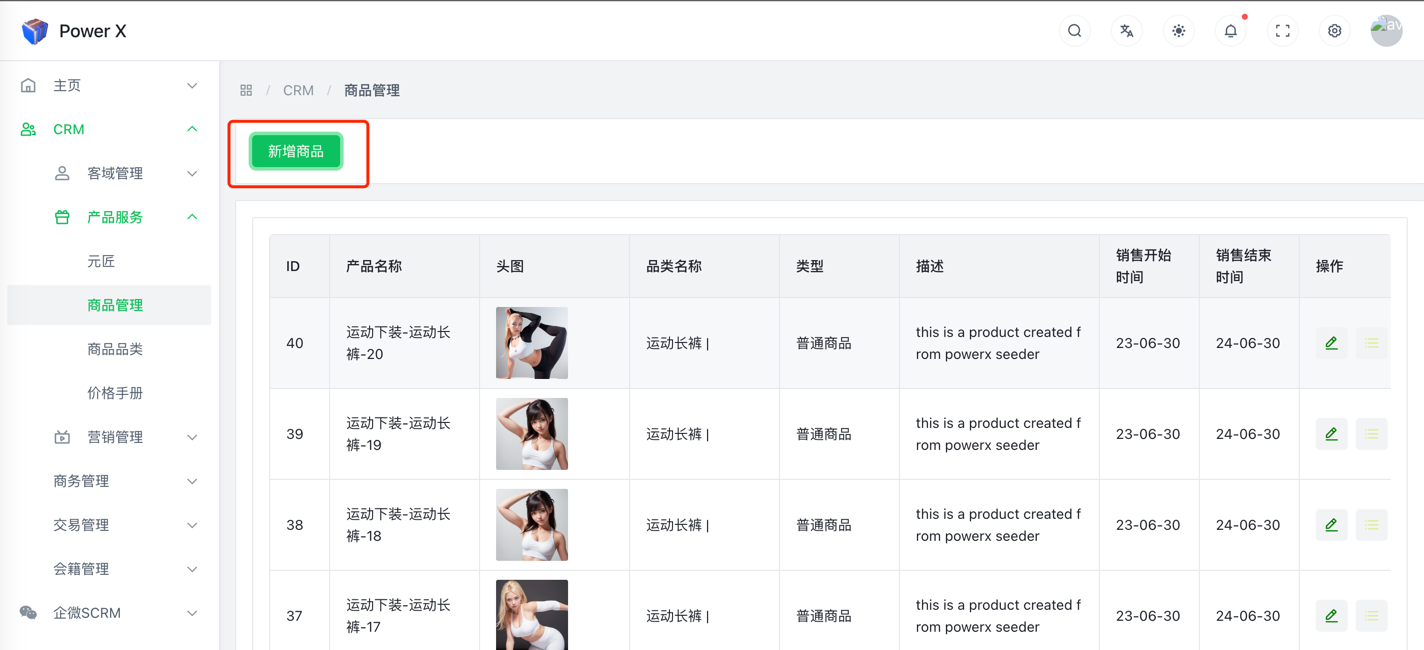 Power X
av
主页
CRM
客域管理
产品服务
元匠
商品管理
商品品类
价格手册
营销管理
商务管理
交易管理
会籍管理
企微SCRM
/ CRM / 商品管理
新增商品
ID 产品名称 头图 品类名称 类型 描述 销售开始 销售结束 操作
时间 时间
40 运动下装-运动长 运动长裤 | 普通商品 this is a product created f 23-06-30 24-06-30
裤-20 rom powerx seeder
39 运动下装-运动长 运动长裤 | 普通商品 this is a product created f 23-06-30 24-06-30
裤-19 rom powerx seeder
38 运动下装-运动长 运动长裤 | 普通商品 this is a product created f 23-06-30 24-06-30
裤-18 rom powerx seeder
37 运动下装-运动长 运动长裤 | 普通商品 this is a product created f 23-06-30 24-06-30
裤-17 rom powerx seeder